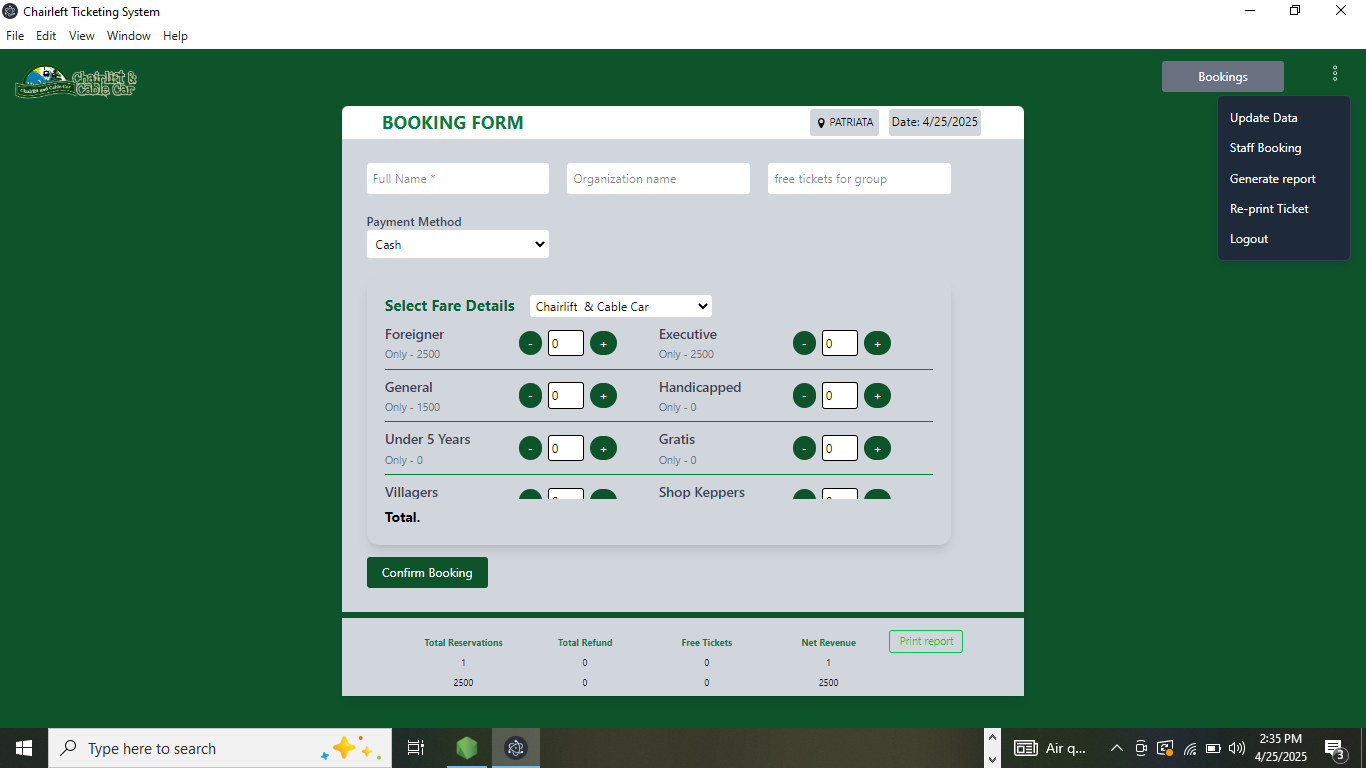 Chairleft Ticketing System
File Edit View Window Help
Chairlist &
Cable Car
Chairlift and Cable Car
Bookings
Update Data
Staff Booking
Generate report
Re-print Ticket
Logout
BOOKING FORM
PATRIATA
Date: 4/25/2025
Full Name *
Organization name
free tickets for group
Payment Method
Cash
Select Fare Details
Chairlift & Cable Car
Foreigner
Only - 2500
- 0 +
Executive
Only - 2500
- 0 +
General
Only - 1500
- 0 +
Handicapped
Only - 0
- 0 +
Under 5 Years
Only - 0
- 0 +
Gratis
Only - 0
- 0 +
Villagers
Shop Keppers
Total.
Confirm Booking
Total Reservations Total Refund Free Tickets Net Revenue
1 0 0 1
2500 0 0 2500
Print report
Type here to search
Air q...
2:35 PM
4/25/2025
3